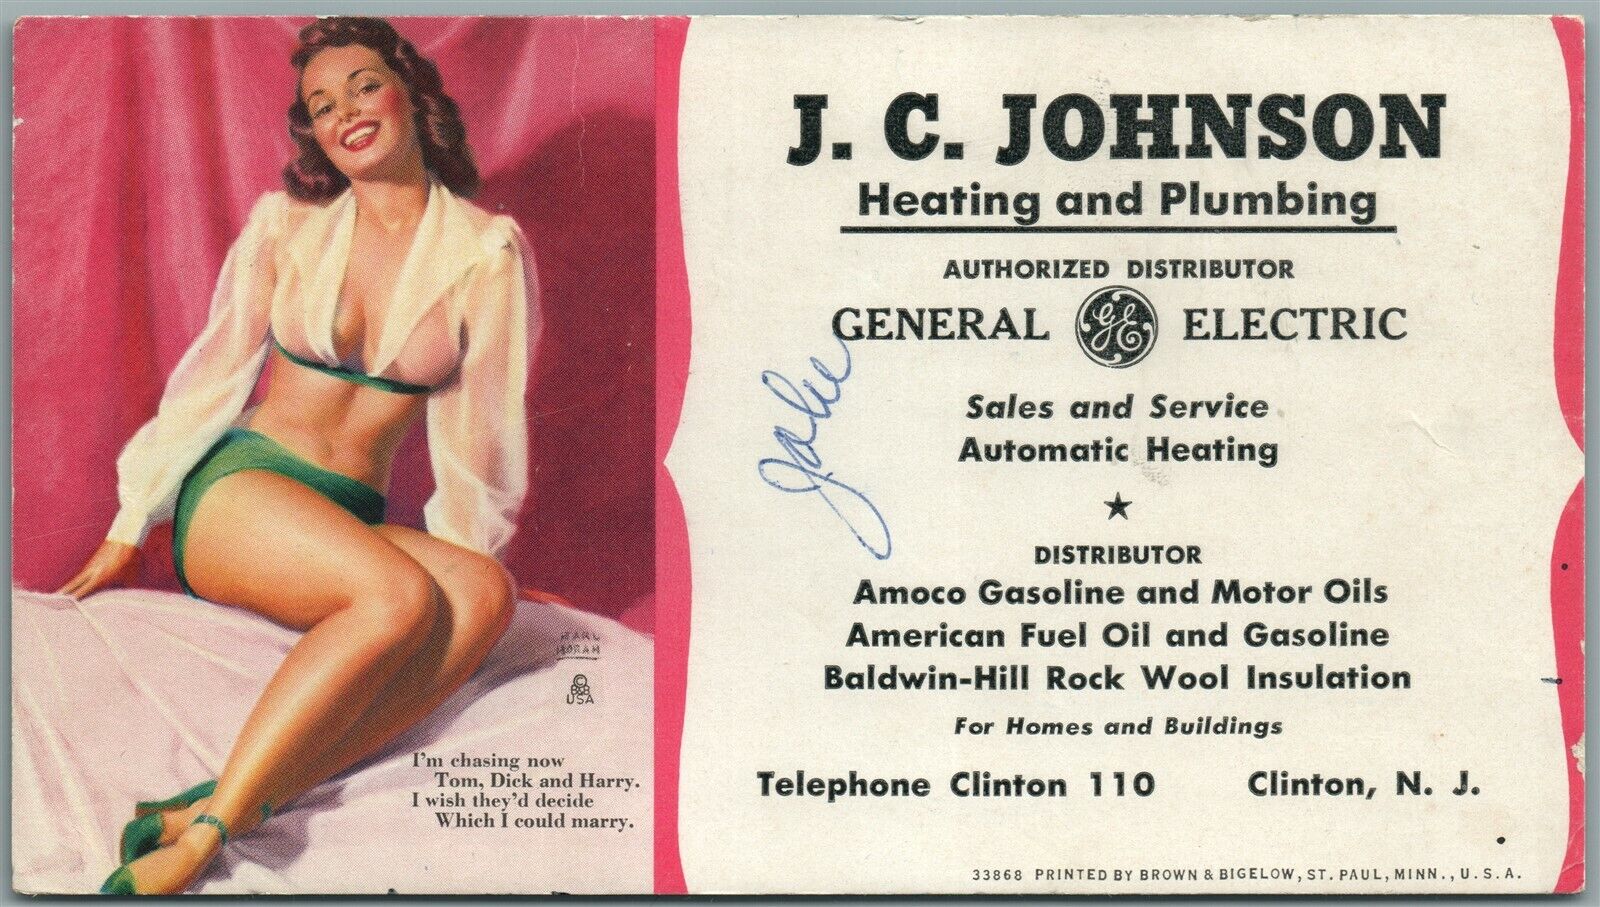 MARL
MORAN
©
B&B
USA
I'm chasing now
Tom, Dick and Harry.
I wish they'd decide
Which I could marry.
J. C. JOHNSON
Heating and Plumbing
AUTHORIZED DISTRIBUTOR
GENERAL GE ELECTRIC
Sales and Service
Automatic Heating
★
DISTRIBUTOR
Amoco Gasoline and Motor Oils
American Fuel Oil and Gasoline
Baldwin-Hill Rock Wool Insulation
For Homes and Buildings
Telephone Clinton 110 Clinton, N. J.
33868 PRINTED BY BROWN & BIGELOW, ST. PAUL, MINN., U.S.A.